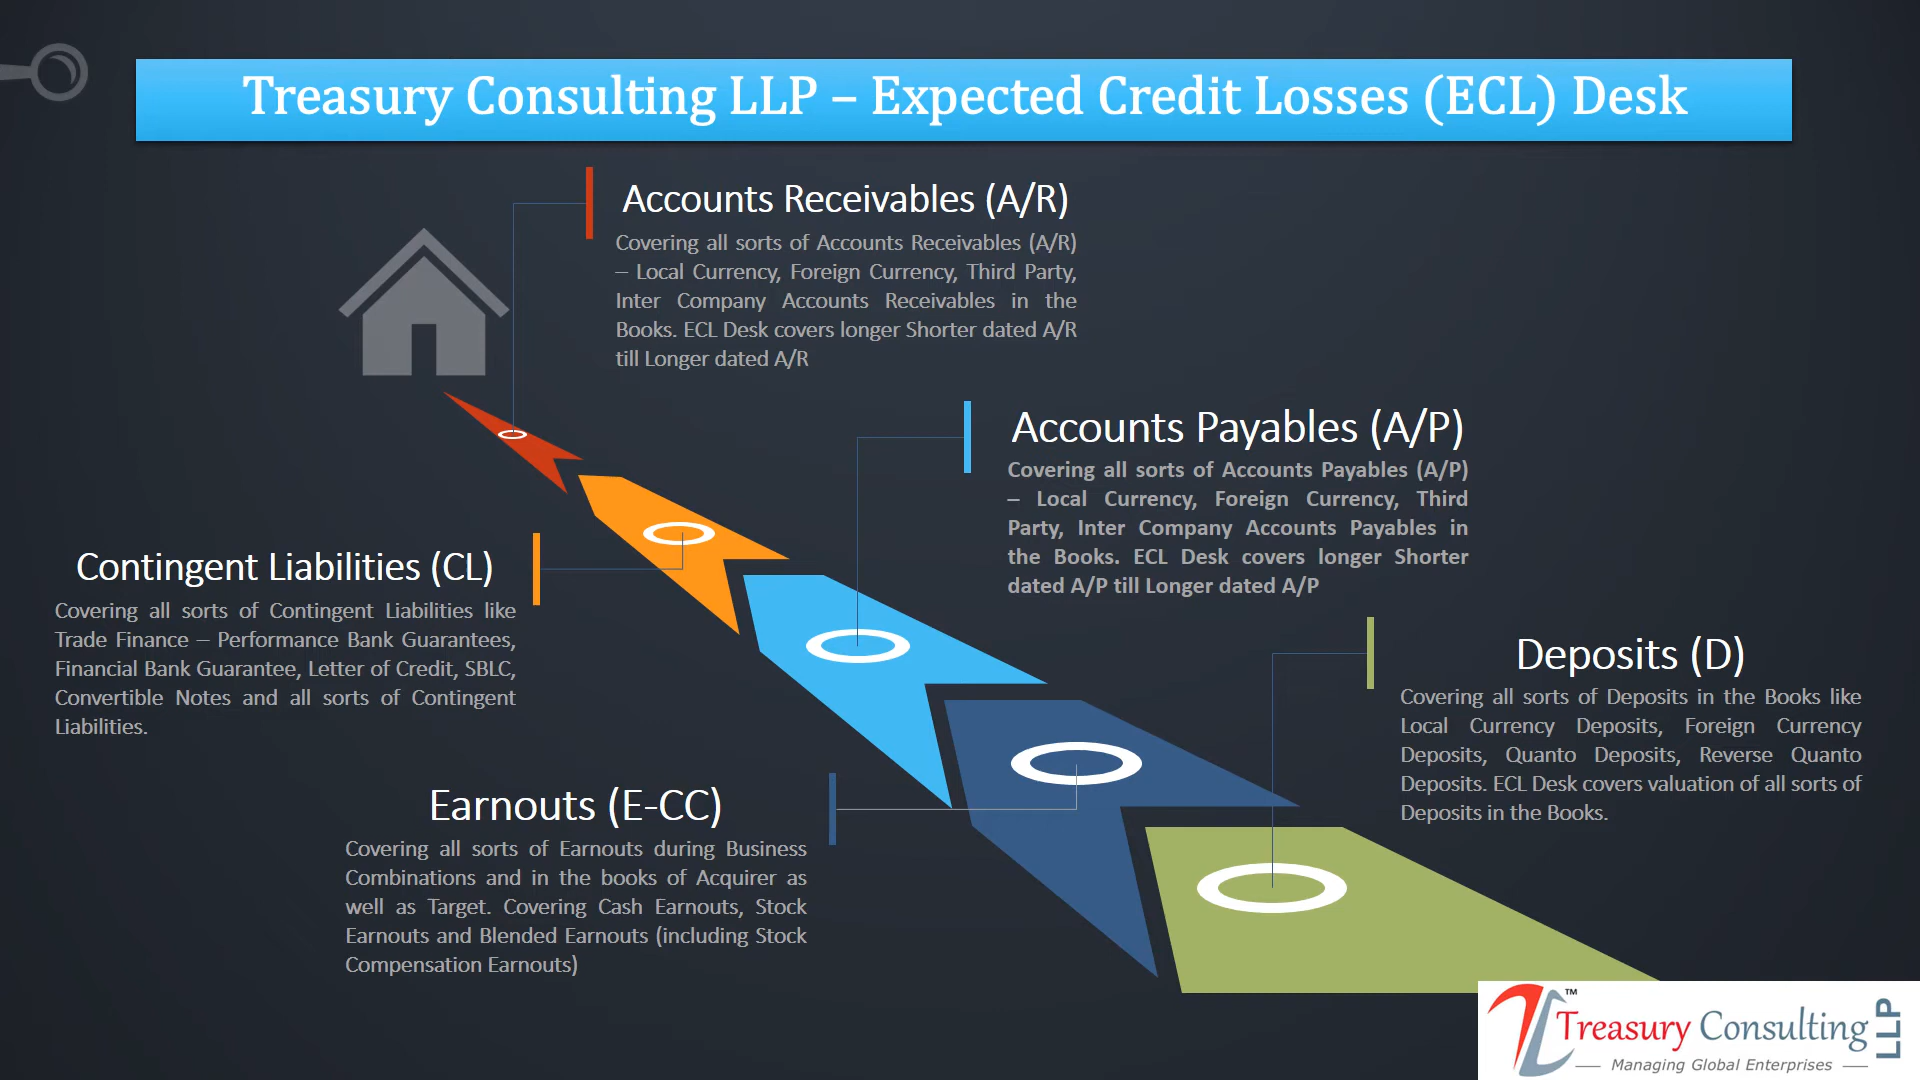 Treasury Consulting LLP – Expected Credit Losses (ECL) Desk
Accounts Receivables (A/R)
Covering all sorts of Accounts Receivables (A/R)
– Local Currency, Foreign Currency, Third Party,
Inter Company Accounts Receivables in the
Books. ECL Desk covers longer Shorter dated A/R
till Longer dated A/R
Accounts Payables (A/P)
Covering all sorts of Accounts Payables (A/P)
– Local Currency, Foreign Currency, Third
Party, Inter Company Accounts Payables in
the Books. ECL Desk covers longer Shorter
dated A/P till Longer dated A/P
Contingent Liabilities (CL)
Covering all sorts of Contingent Liabilities like
Trade Finance – Performance Bank Guarantees,
Financial Bank Guarantee, Letter of Credit, SBLC,
Convertible Notes and all sorts of Contingent
Liabilities.
Deposits (D)
Covering all sorts of Deposits in the Books like
Local Currency Deposits, Foreign Currency
Deposits, Quanto Deposits, Reverse Quanto
Deposits. ECL Desk covers valuation of all sorts of
Deposits in the Books.
Earnouts (E-CC)
Covering all sorts of Earnouts during Business
Combinations and in the books of Acquirer as
well as Target. Covering Cash Earnouts, Stock
Earnouts and Blended Earnouts (including Stock
Compensation Earnouts)
TM
Treasury Consulting LLP
Managing Global Enterprises